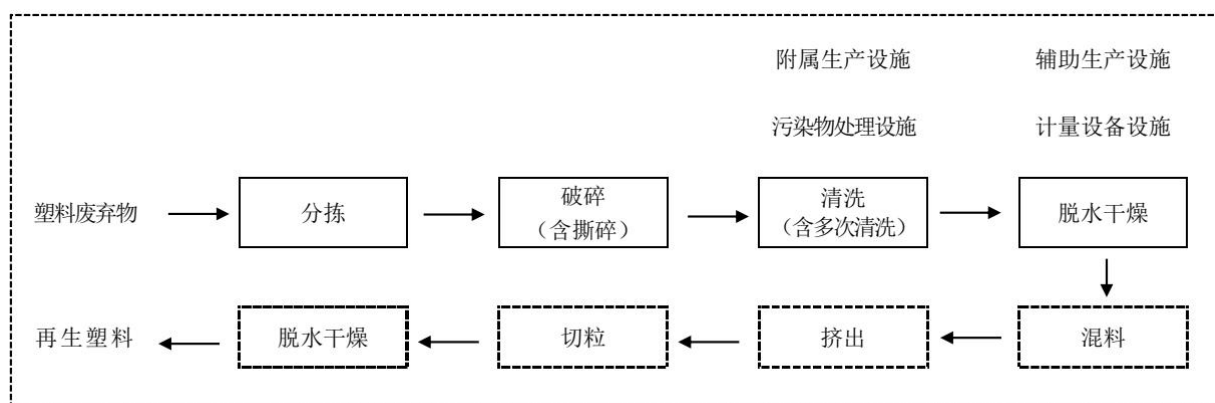 附属生产设施 辅助生产设施
污染物处理设施 计量设备设施
塑料废弃物
分拣
破碎
（含撕碎）
清洗
（含多次清洗）
脱水干燥
再生塑料
脱水干燥
切粒
挤出
混料